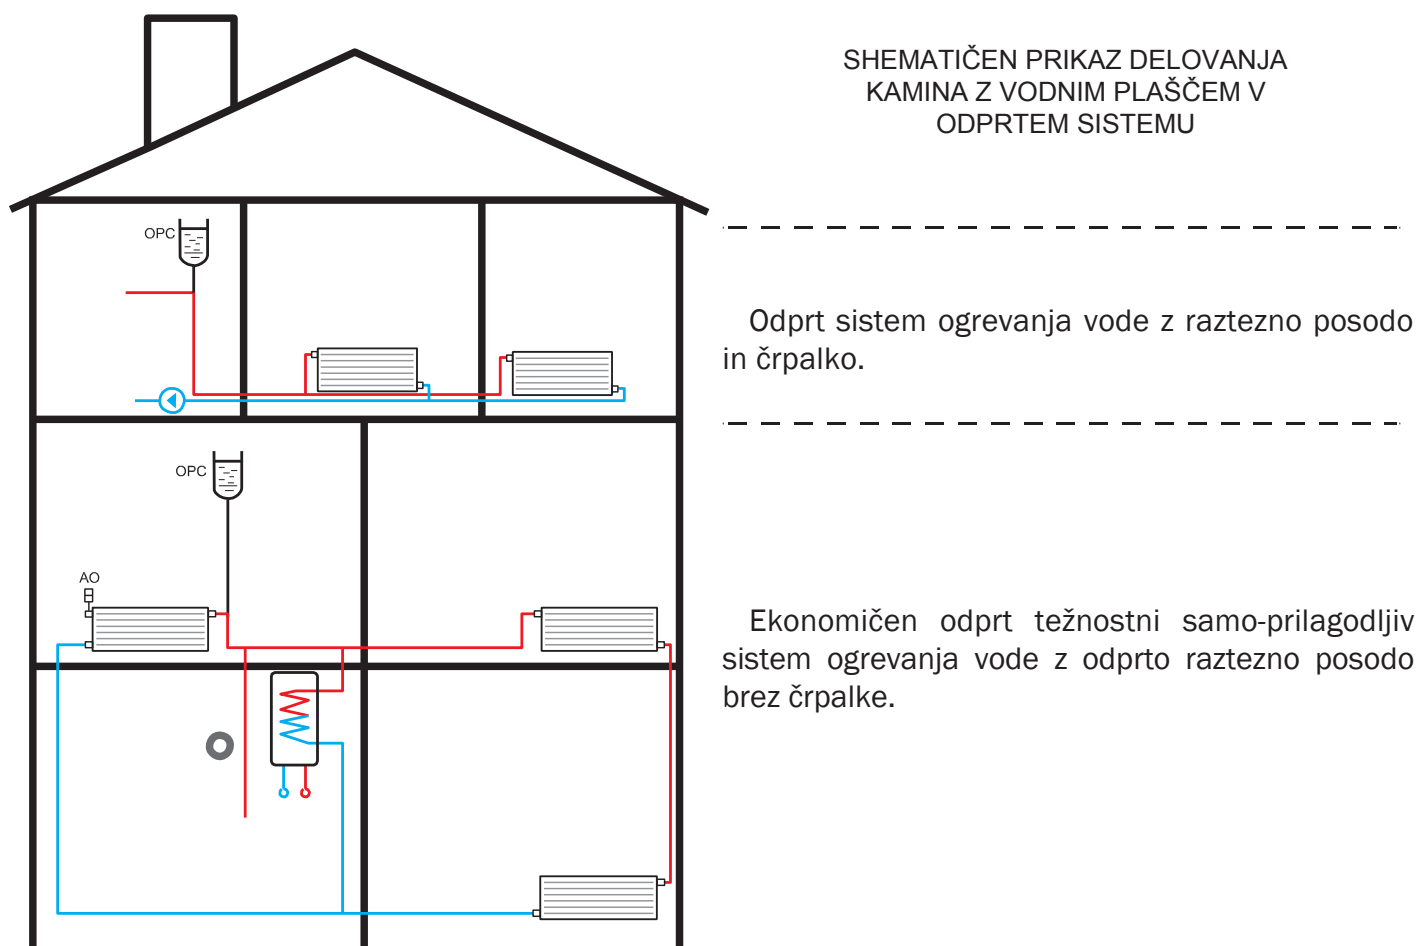 SHEMATIČEN PRIKAZ DELOVANJA
KAMINA Z VODNIM PLAŠČEM V
ODPRTEM SISTEMU
OPC
Odprt sistem ogrevanja vode z raztezno posodo
in črpalko.
OPC
AO
Ekonomičen odprt težnostni samo-prilagodljiv
sistem ogrevanja vode z odprto raztezno posodo
brez črpalke.